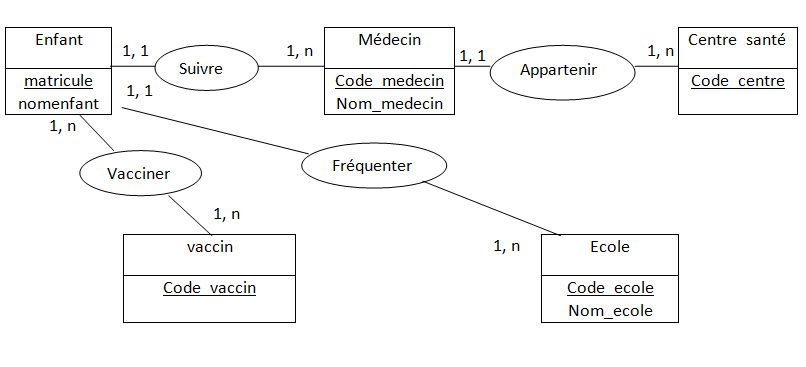 Enfant
Médecin
Centre santé
1, 1
Suivre
1, n
1, 1
Appartenir
1, n
matricule
nomenfant
Code_medecin
Nom_medecin
Code_centre
1, 1
1, n
Vacciner
Fréquenter
1, n
1, n
vaccin
Ecole
Code_vaccin
Code_ecole
Nom_ecole